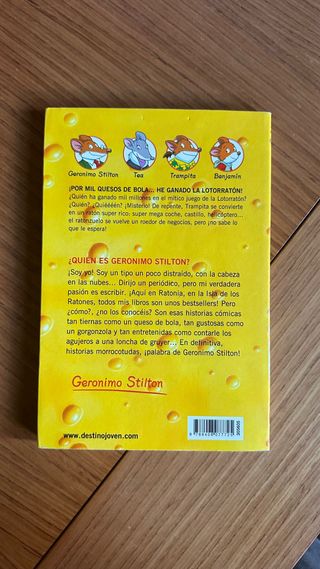 Geronimo Stilton Tea Trampita Benjamín
¡POR MIL QUESOS DE BOLA... HE GANADO LA LOTORRATÓN!
¿Quién ha ganado mil millones en el mítico juego de la Lotorratón?
¿Quién? ¿Quiéééén? ¡Misterio! De repente, Trampita se convierte
en un ratón super rico: super mega coche, castillo, helicóptero...
el ratonzuelo se vuelve un roedor de negocios, pero ¡no sabe lo
que le espera!
¿QUIÉN ES GERONIMO STILTON?
¡Soy yo! Soy un tipo un poco distraído, con la cabeza
en las nubes... Dirijo un periódico, pero mi verdadera
pasión es escribir. ¡Aquí en Ratonia, en la Isla de los
Ratones, todos mis libros son unos bestsellers! Pero
¿cómo?, ¿no los conocéis? Son esas historias cómicas
tan tiernas como un queso de bola, tan gustosas como
un gorgonzola y tan entretenidas como contarle los
agujeros a una loncha de gruyer... En definitiva,
historias morrocotudas, ¡palabra de Geronimo Stilton!
Geronimo Stilton
www.destinojoven.com